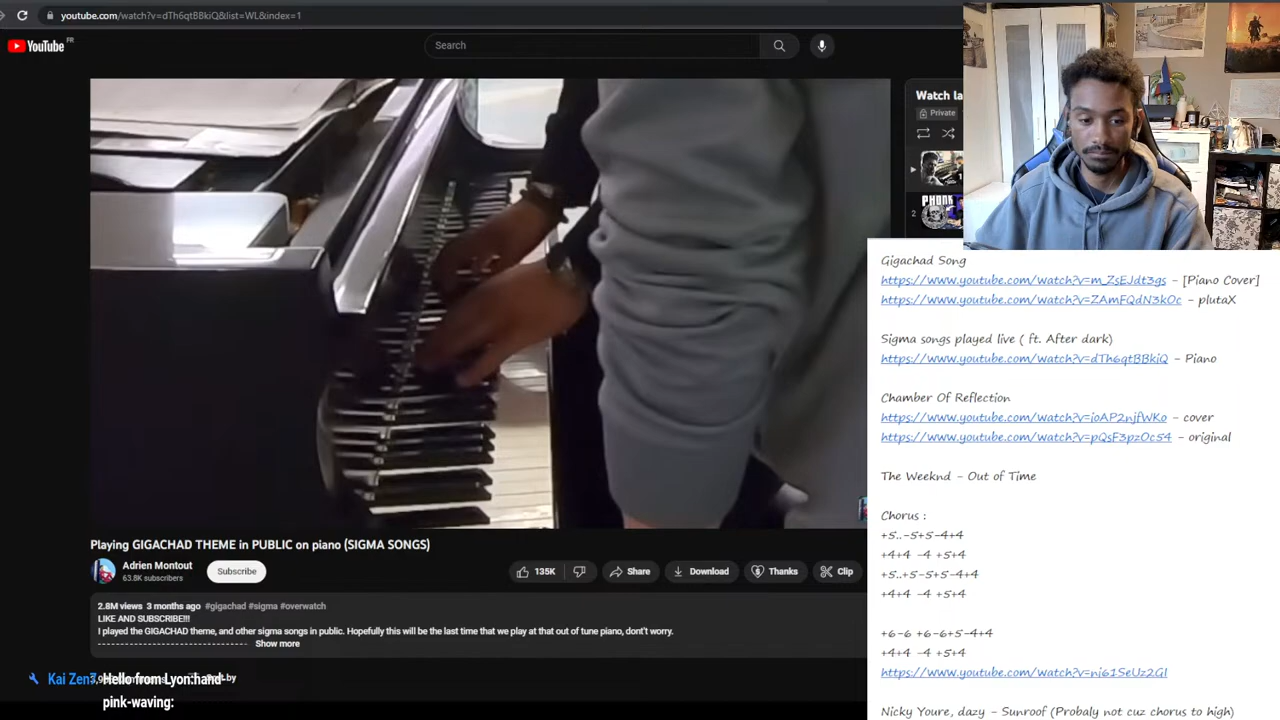 youtube.com/watch?v=dTh6qtBBkiQ&list=WL&index=1
YouTube FR
Search
Watch la
Private
PHONK
2
Playing GIGACHAD THEME in PUBLIC on piano (SIGMA SONGS)
Adrien Montout
63.8K subscribers
Subscribe
135K
Share
Download
Thanks
Clip
2.8M views 3 months ago #gigachad #sigma #overwatch
LIKE AND SUBSCRIBE!!!
I played the GIGACHAD theme, and other sigma songs in public. Hopefully this will be the last time that we play at that out of tune piano, dont't worry.
Show more
Kai Zen7, Hello from Lyon:hand-
pink-waving:
Gigachad Song
https://www.youtube.com/watch?v=m_ZsEJdt3gs - [Piano Cover]
https://www.youtube.com/watch?v=ZAmFQdN3kOc - plutaX
Sigma songs played live ( ft. After dark)
https://www.youtube.com/watch?v=dTh6qtBBkiQ - Piano
Chamber Of Reflection
https://www.youtube.com/watch?v=ioAP2njfWKo - cover
https://www.youtube.com/watch?v=pQsF3pzOc54 - original
The Weeknd - Out of Time
Chorus :
+5..-5+5-4+4
+4+4 -4 +5+4
+5..+5-5+5-4+4
+4+4 -4 +5+4
+6-6 +6-6+5-4+4
+4+4 -4 +5+4
https://www.youtube.com/watch?v=ni61SeUz2GI
Nicky Youre, dazy - Sunroof (Probaly not cuz chorus to high)